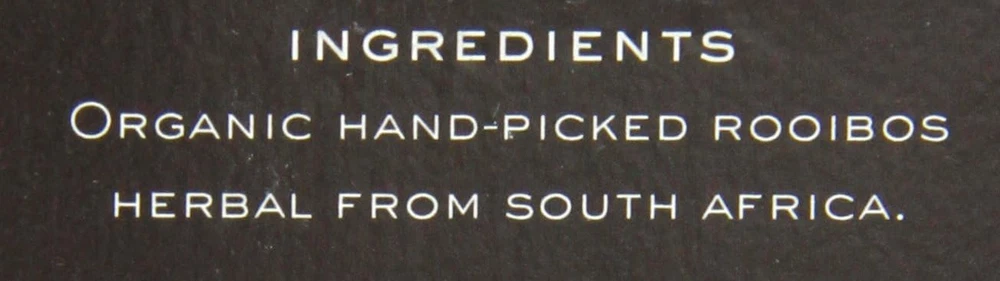 INGREDIENTS
ORGANIC HAND-PICKED ROOIBOS
HERBAL FROM SOUTH AFRICA.